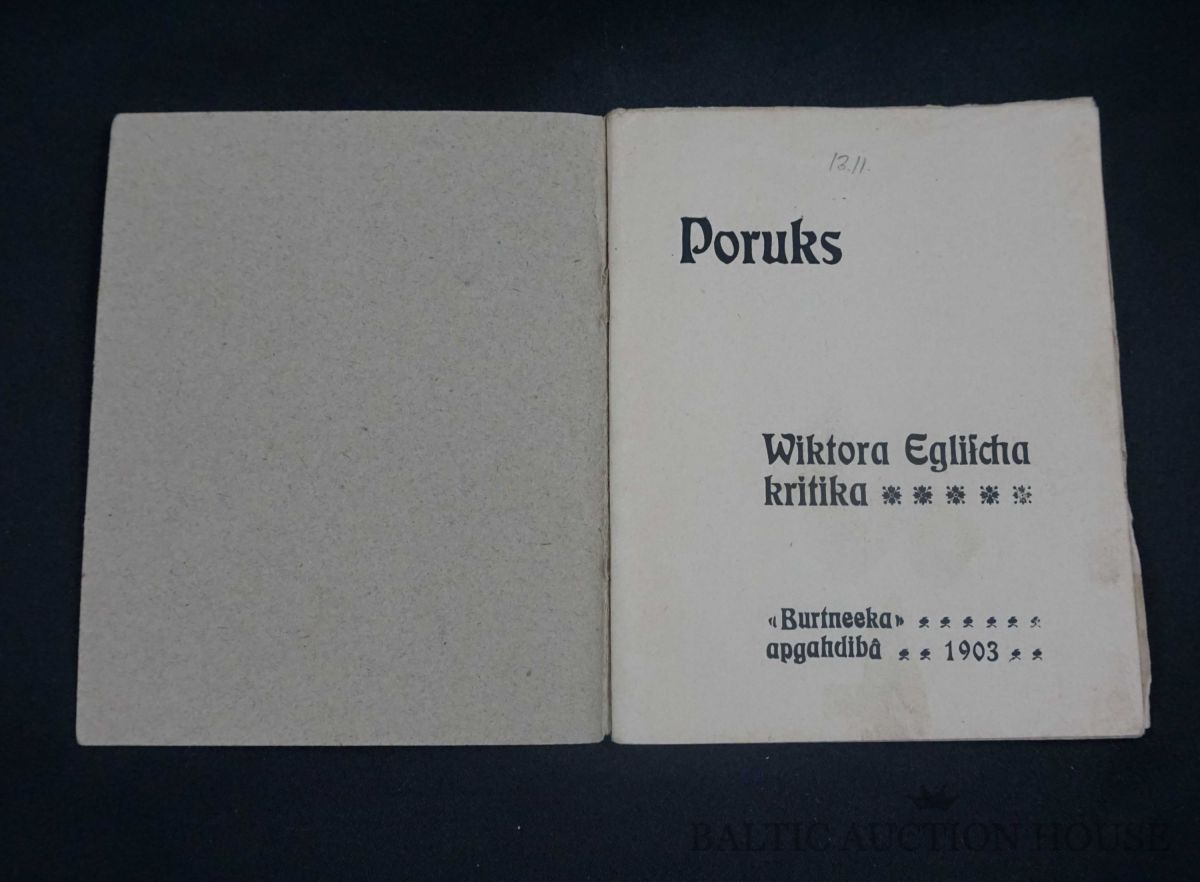 13.11.
Poruks
Wiktora Egliſcha
kritika
«Burtneeka»
apgahdibâ 1903
BALTIC AUCTION HOUSE